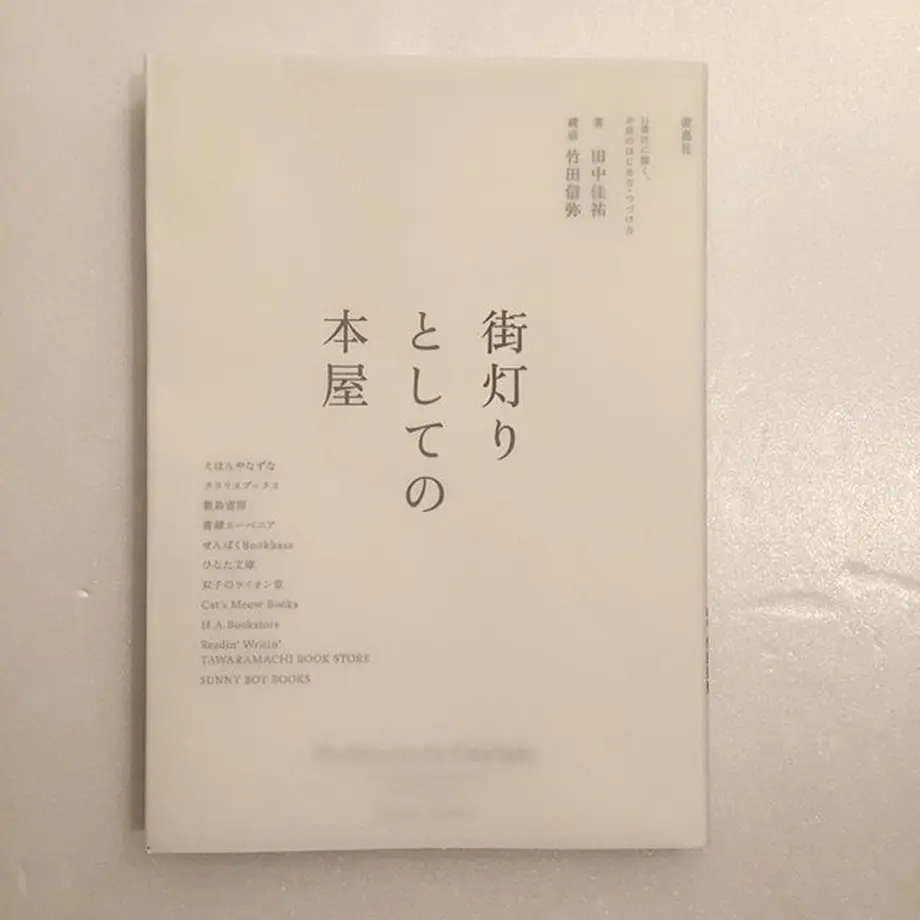 雷鳥社
11書店に聞く、
お店のはじめ方・つづけ方
著 田中佳祐
構成 竹田信弥
街灯り
としての
本屋
えほんやなずな
クラリスブックス
敷島書房
書肆スーベニア
せんぱくBookbase
ひなた文庫
双子のライオン堂
Cat's Meow Books
H.A.Bookstore
Readin' Writin'
TAWARAMACHI BOOK STORE
SUNNY BOY BOOKS